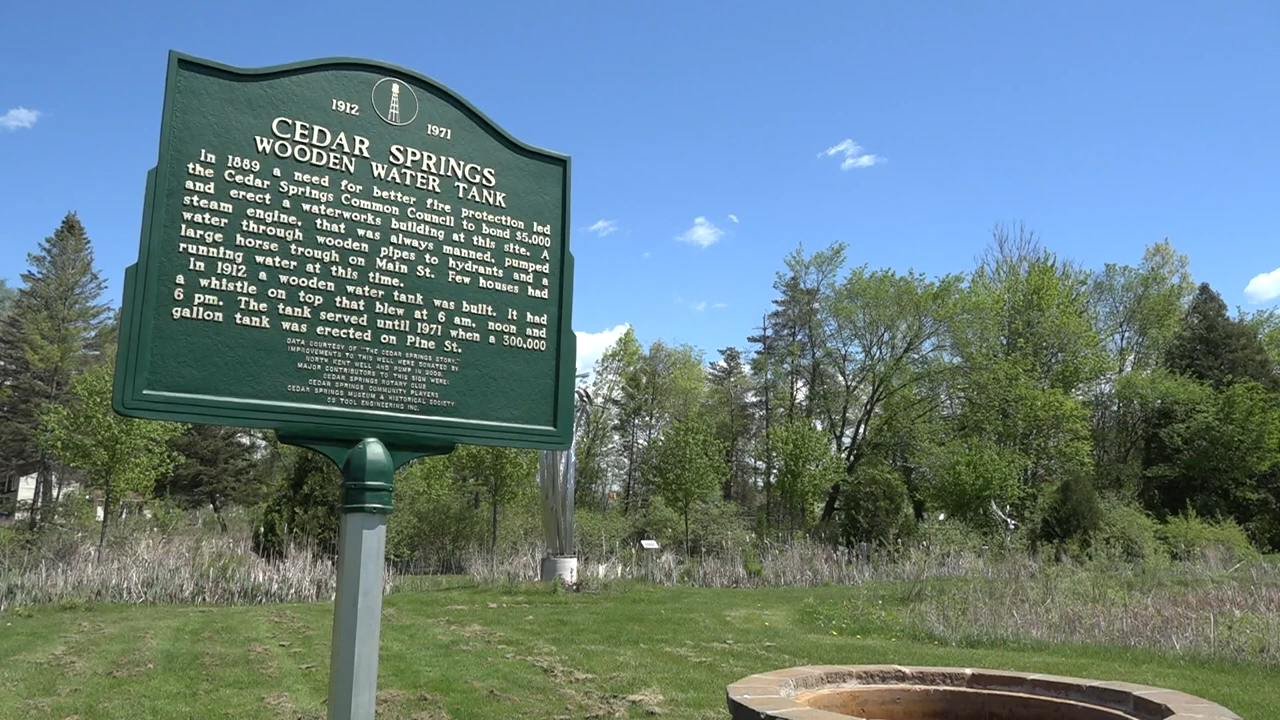 1912
1971
CEDAR SPRINGS
WOODEN WATER TANK
In 1889 a need for better fire protection led
the Cedar Springs Common Council to bond $5,000
and erect a waterworks building at this site. A
steam engine, that was always manned, pumped
water through wooden pipes to hydrants and a
large horse trough on Main St. Few houses had
running water at this time.
In 1912 a wooden water tank was built. It had
a whistle on top that blew at 6 am, noon and
6 pm. The tank served until 1971 when a 300,000
gallon tank was erected on Pine St.
DATA COURTESY OF "THE CEDAR SPRINGS STORY."
IMPROVEMENTS TO THIS WELL WERE DONATED BY
NORTH KENT WELL AND PUMP IN 2005.
MAJOR CONTRIBUTORS TO THIS SIGN WERE:
CEDAR SPRINGS ROTARY CLUB
CEDAR SPRINGS COMMUNITY PLAYERS
CEDAR SPRINGS MUSEUM & HISTORICAL SOCIETY
CS TOOL ENGINEERING INC.